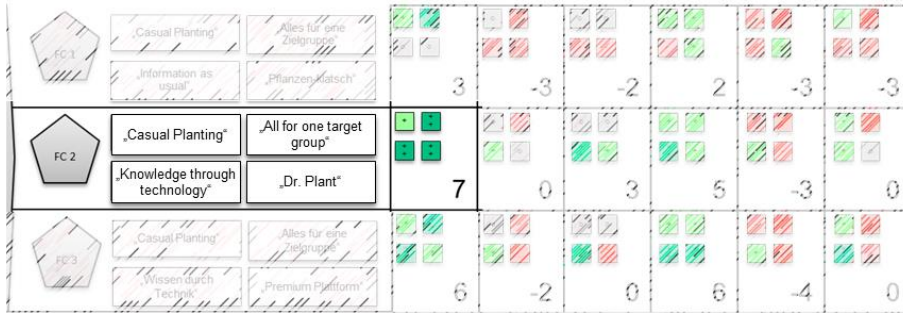 FC 1
„Casual Planting“
„Alles für eine
Zielgruppe“
„Information as
usual“
„Pflanzen-klatsch“
3 -3 -2 2 -3 -3
FC 2
„Casual Planting“
„All for one target
group“
„Knowledge through
technology“
„Dr. Plant“
7 0 3 5 -3 0
FC 3
„Casual Planting“
„Alles für eine
Zielgruppe“
„Wissen durch
Technik“
„Premium Plattform“
6 -2 0 6 -4 0